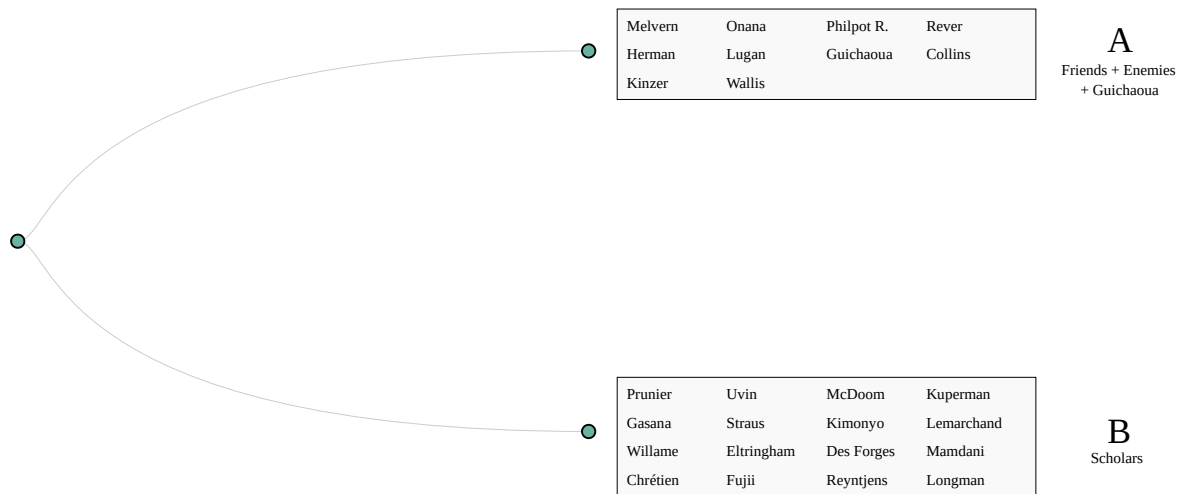 Melvern Onana Philpot R. Rever
Herman Lugan Guichaoua Collins
Kinzer Wallis
A
Friends + Enemies
+ Guichaoua
Prunier Uvin McDoom Kuperman
Gasana Straus Kimonyo Lemarchand
Willame Eltringham Des Forges Mamdani
Chrétien Fujii Reyntjens Longman
B
Scholars